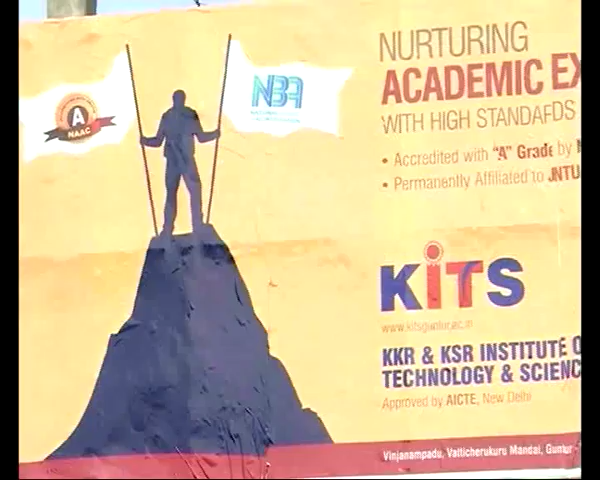 A
NAAC
NBA
NURTURING
ACADEMIC EX
WITH HIGH STANDARDS
• Accredited with "A" Grade by N
• Permanently Affiliated to JNTU
KITS
www.kitsguntur.ac.in
KKR & KSR INSTITUTE O
TECHNOLOGY & SCIENC
Approved by AICTE, New Delhi
Vinjanampadu, Vatticherukuru Mandal, Guntur